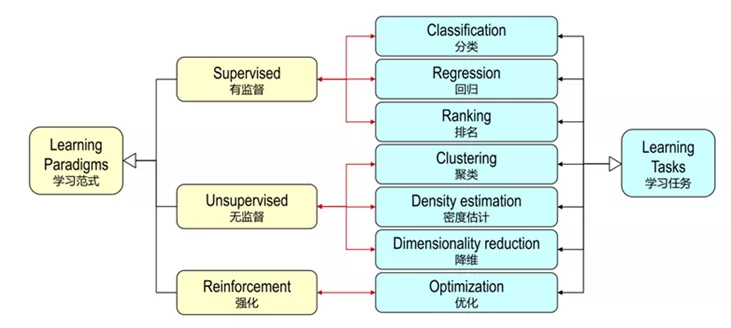 Learning
Paradigms
学习范式
Supervised
有监督
Unsupervised
无监督
Reinforcement
强化
Classification
分类
Regression
回归
Ranking
排名
Clustering
聚类
Density estimation
密度估计
Dimensionality reduction
降维
Optimization
优化
Learning
Tasks
学习任务